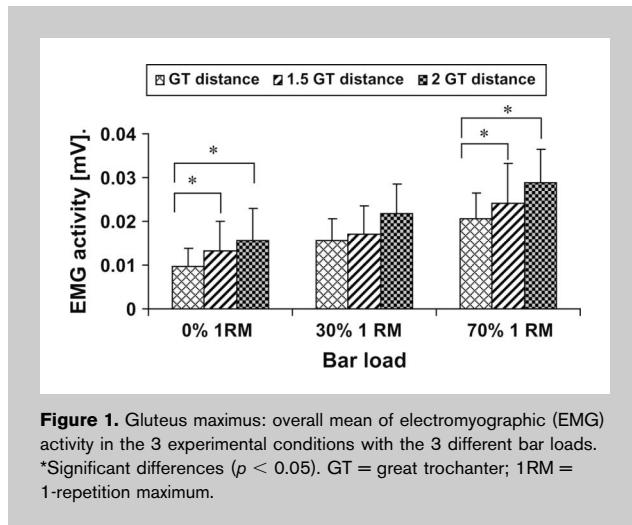 GT distance 1.5 GT distance 2 GT distance
EMG activity [mV].
0.04
0.03
0.02
0.01
0
* * * *
0% 1RM 30% 1 RM 70% 1 RM
Bar load
Figure 1. Gluteus maximus: overall mean of electromyographic (EMG)
activity in the 3 experimental conditions with the 3 different bar loads.
*Significant differences (p < 0.05). GT = great trochanter; 1RM =
1-repetition maximum.